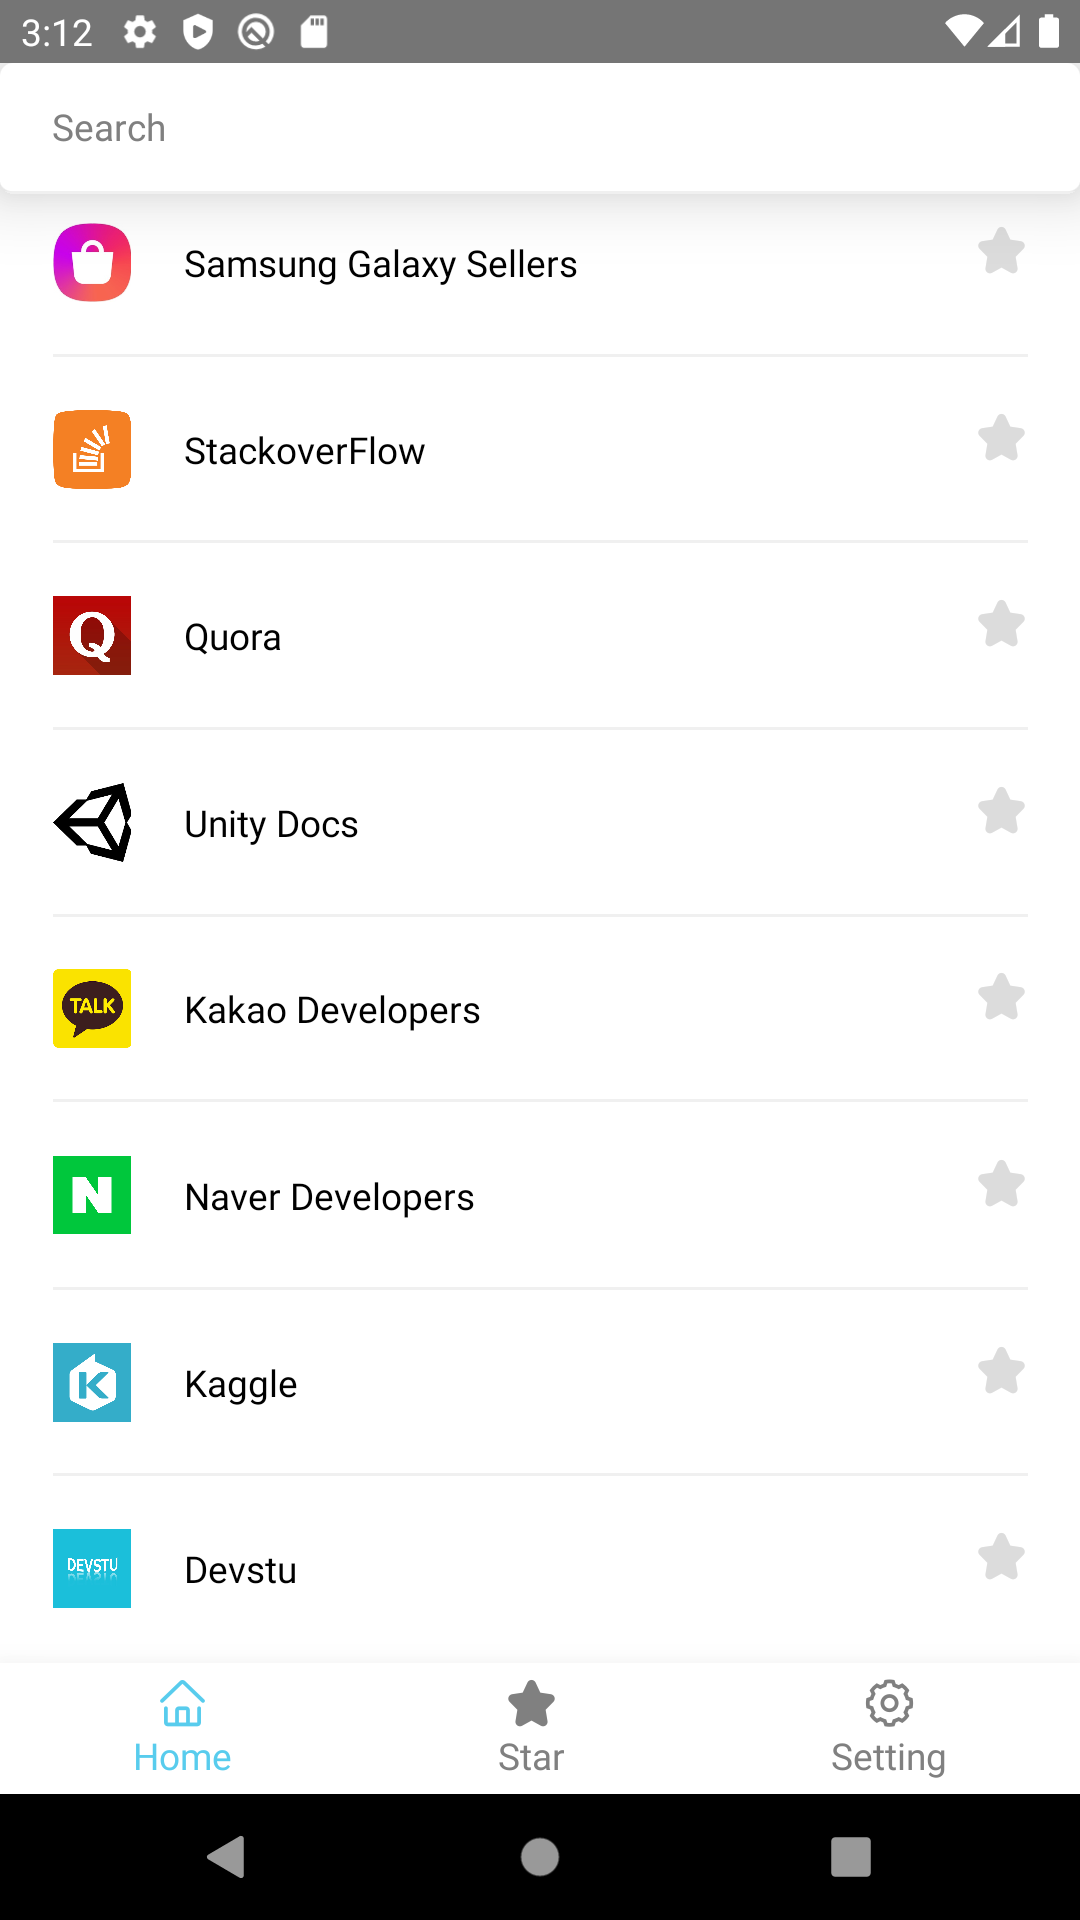 3:12
Search
Samsung Galaxy Sellers
StackoverFlow
Quora
Unity Docs
TALK
Kakao Developers
Naver Developers
Kaggle
DEVSTU
Devstu
Home
Star
Setting